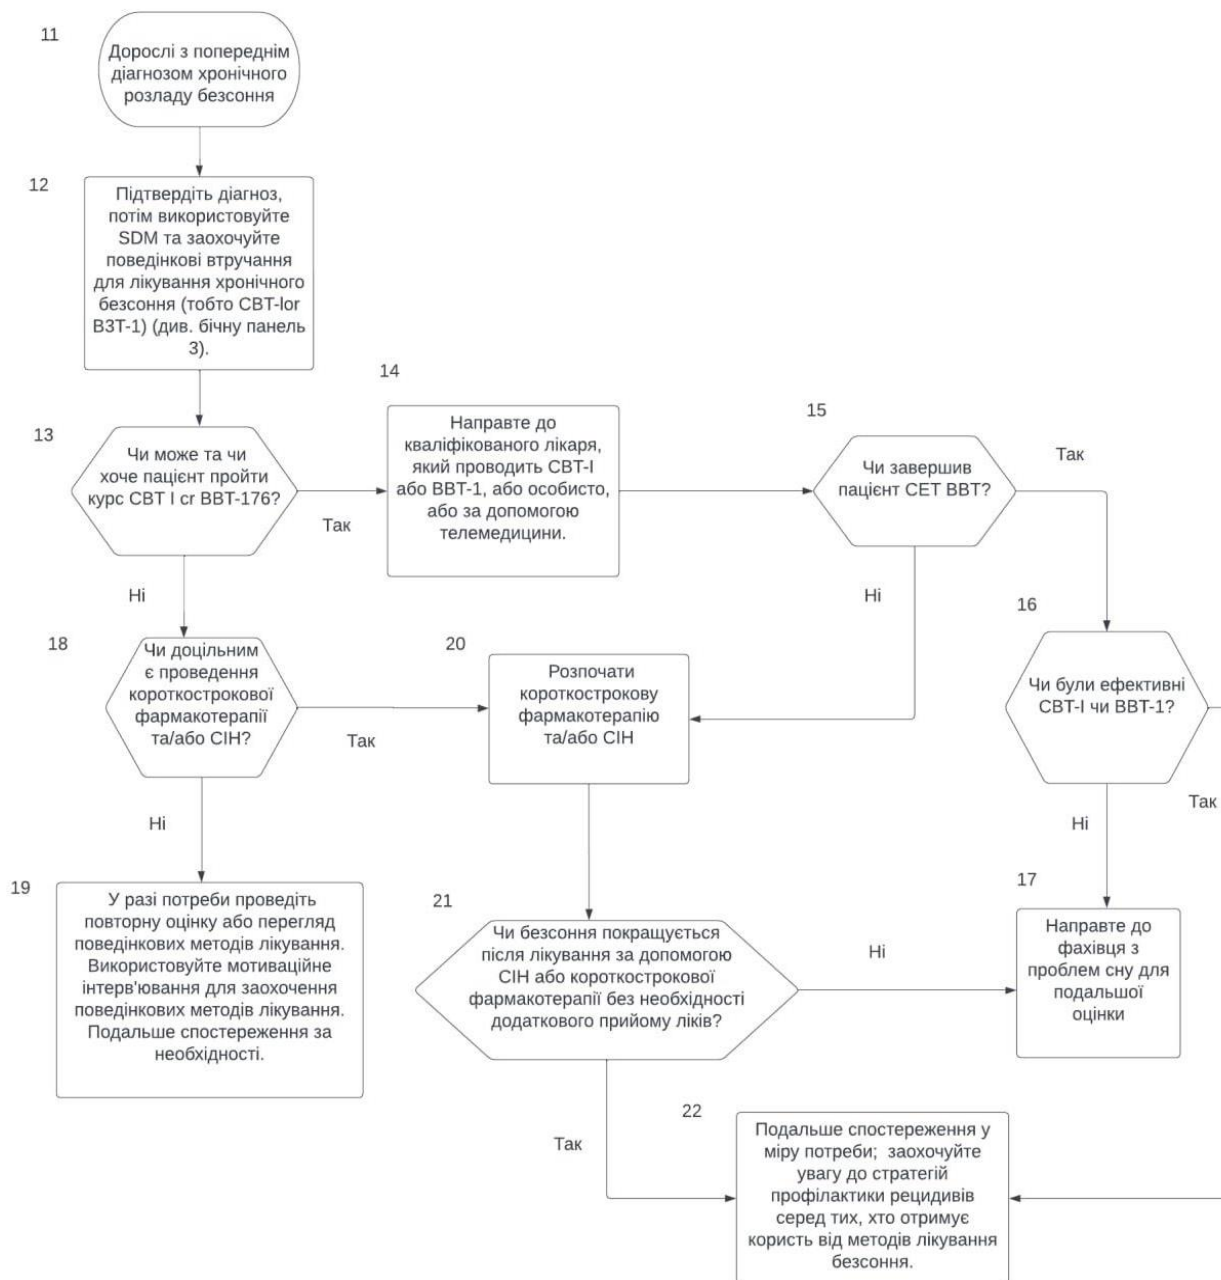 11
Дорослі з попереднім
діагнозом хронічного
розладу безсоння
12
Підтвердіть діагноз,
потім використовуйте
SDM та заохочуйте
поведінкові втручання
для лікування хронічного
безсоння (тобто CBT-lor
B3T-1) (див. бічну панель
3).
13
Чи може та чи
хоче пацієнт пройти
курс CBT I cr BBT-176?
Так
Ні
14
Направте до
кваліфікованого лікаря,
який проводить CBT-I
або BBT-1, або особисто,
або за допомогою
телемедицини.
15
Чи завершив
пацієнт CET BBT?
Так
Ні
16
Чи були ефективні
CBT-I чи BBT-1?
Так
Ні
17
Направте до
фахівця з
проблем сну для
подальшої
оцінки
18
Чи доцільним
є проведення
короткострокової
фармакотерапії
та/або CIH?
Так
Ні
19
У разі потреби проведіть
повторну оцінку або перегляд
поведінкових методів лікування.
Використовуйте мотиваційне
інтерв'ювання для заохочення
поведінкових методів лікування.
Подальше спостереження за
необхідності.
20
Розпочати
короткострокову
фармакотерапію
та/або CIH
21
Чи безсоння покращується
після лікування за допомогою
CIH або короткострокової
фармакотерапії без необхідності
додаткового прийому ліків?
Ні
Так
22
Подальше спостереження у
міру потреби; заохочуйте
увагу до стратегій
профілактики рецидивів
серед тих, хто отримує
користь від методів лікування
безсоння.